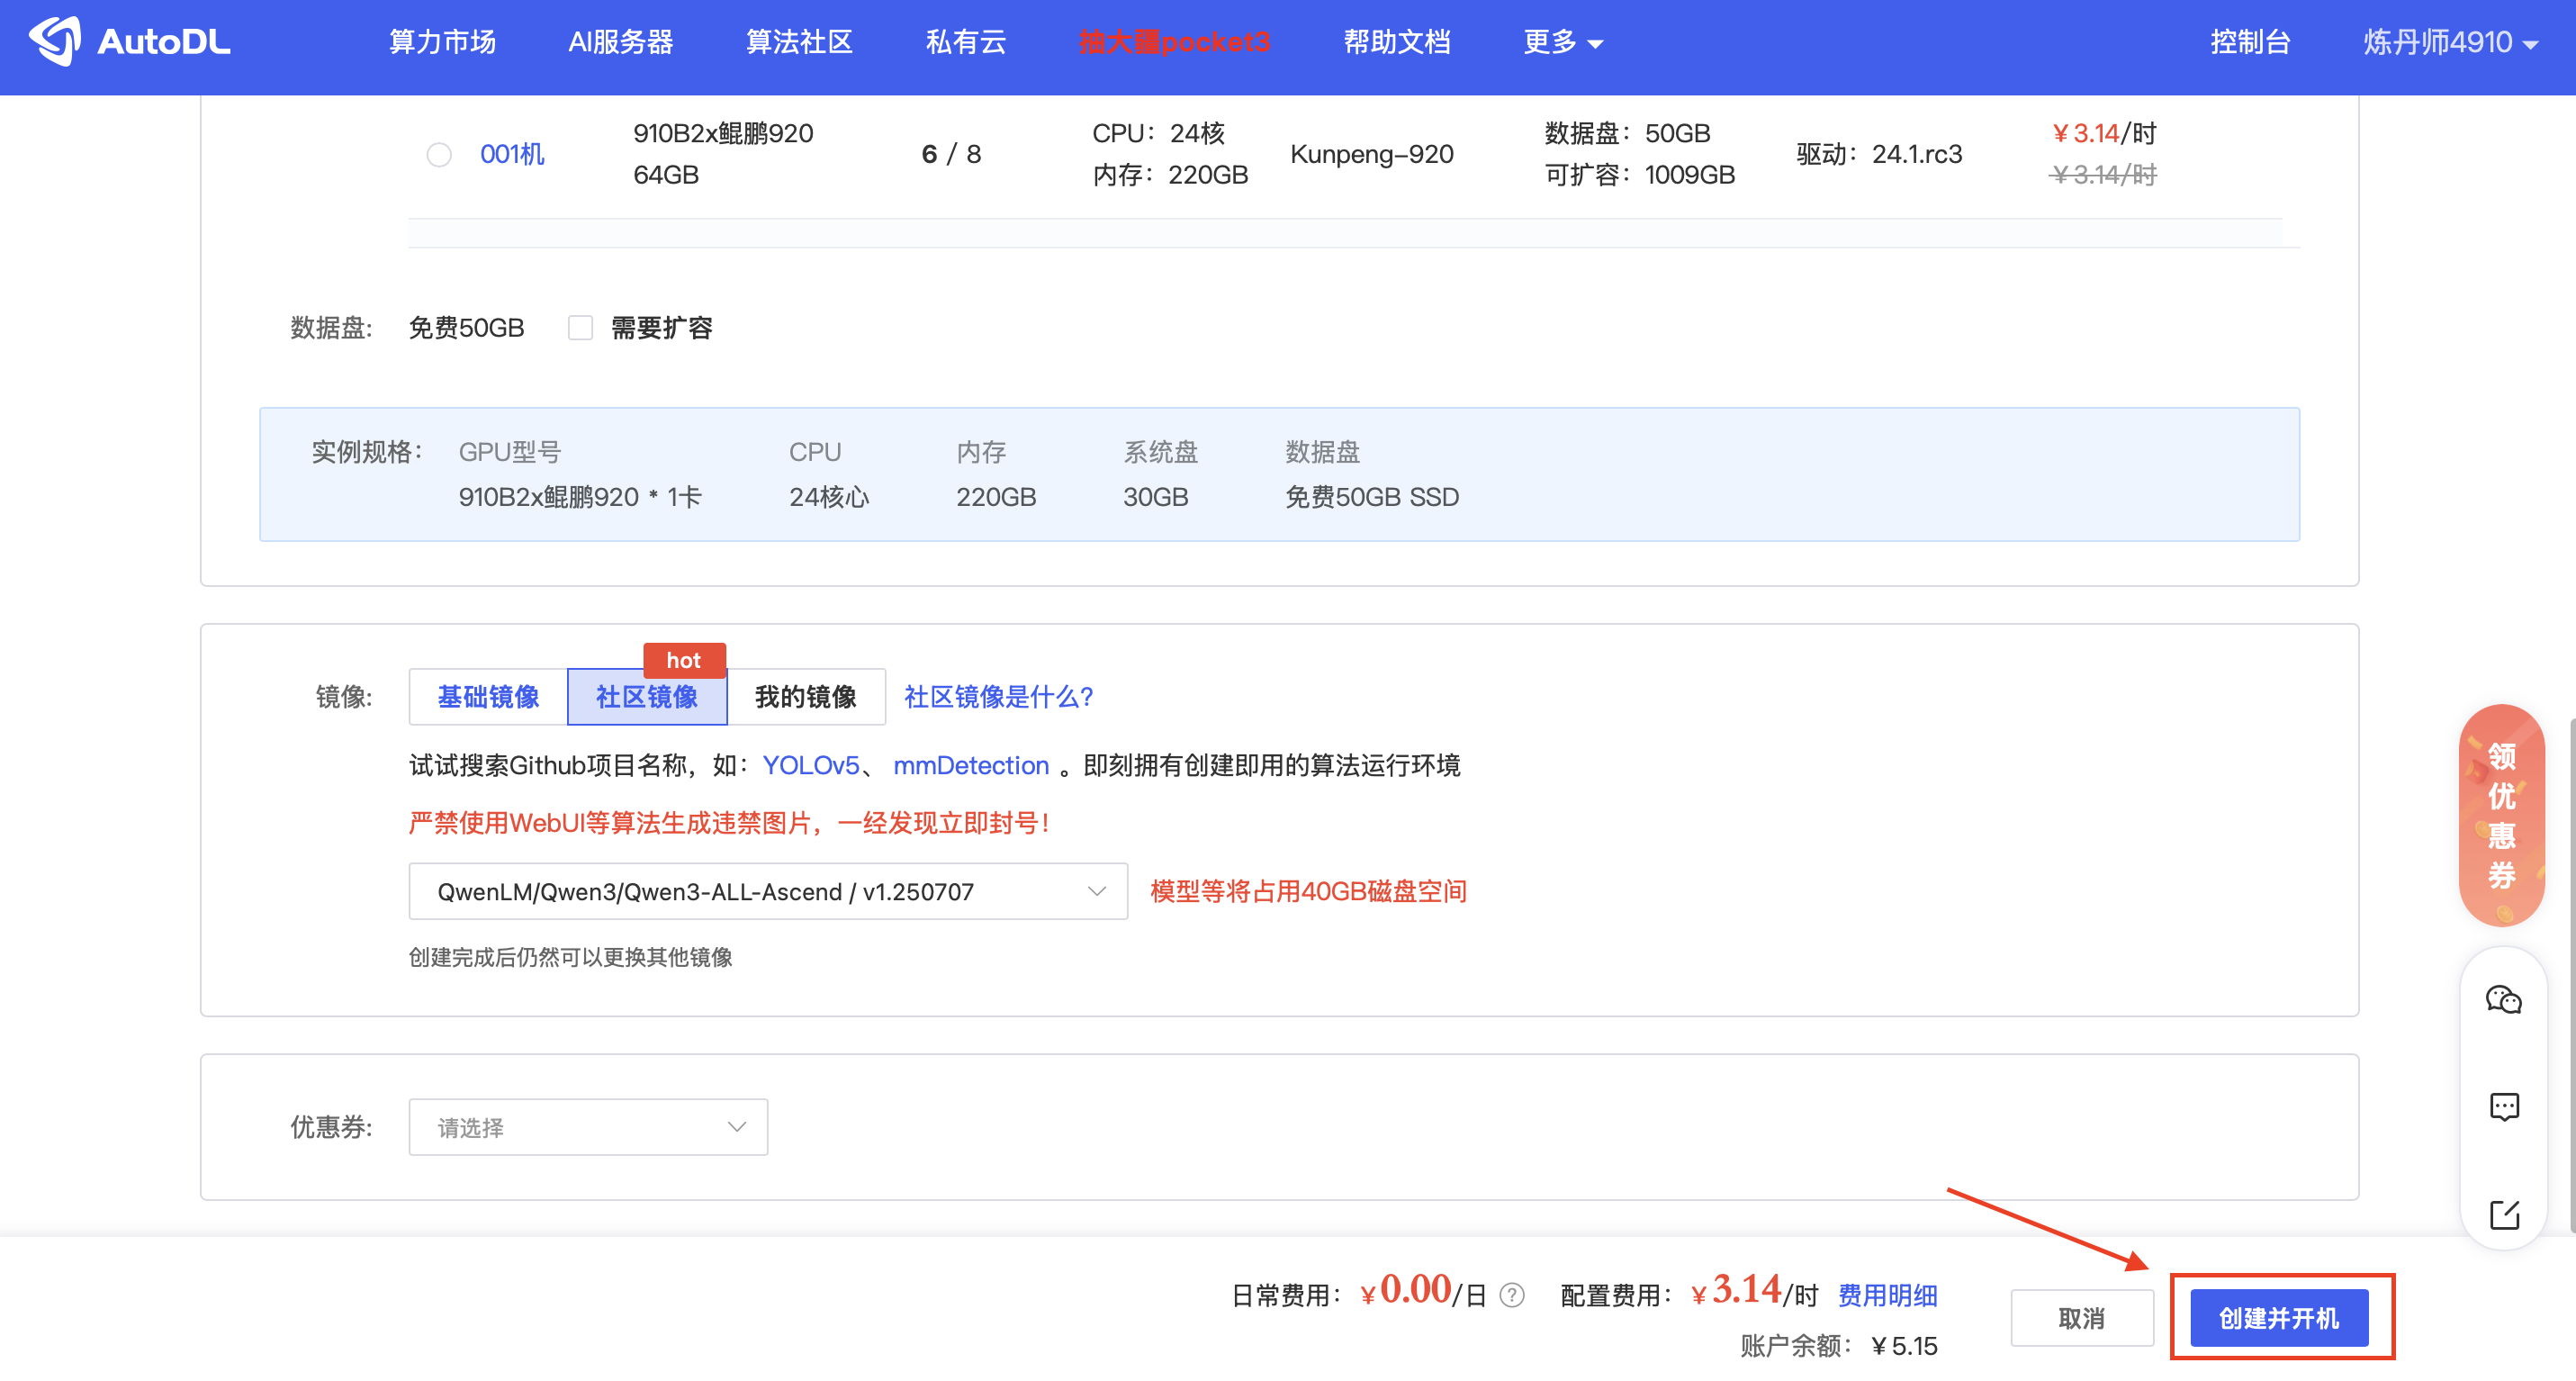 AutoDL 算力市场 AI服务器 算法社区 私有云 抽大疆pocket3 帮助文档 更多 控制台 炼丹师4910
001机 910B2x鲲鹏920 64GB 6 / 8 CPU：24核 内存：220GB Kunpeng-920 数据盘：50GB 可扩容：1009GB 驱动：24.1.rc3 ¥3.14/时 ¥3.14/时
数据盘: 免费50GB 需要扩容
实例规格： GPU型号 CPU 内存 系统盘 数据盘
910B2x鲲鹏920 * 1卡 24核心 220GB 30GB 免费50GB SSD
hot
镜像: 基础镜像 社区镜像 我的镜像 社区镜像是什么?
试试搜索Github项目名称，如：YOLOv5、 mmDetection 。即刻拥有创建即用的算法运行环境
严禁使用WebUI等算法生成违禁图片，一经发现立即封号！
QwenLM/Qwen3/Qwen3-ALL-Ascend / v1.250707 模型等将占用40GB磁盘空间
创建完成后仍然可以更换其他镜像
领优惠券
优惠券: 请选择
日常费用：¥0.00/日 ? 配置费用：¥3.14/时 费用明细
账户余额：¥5.15
取消 创建并开机